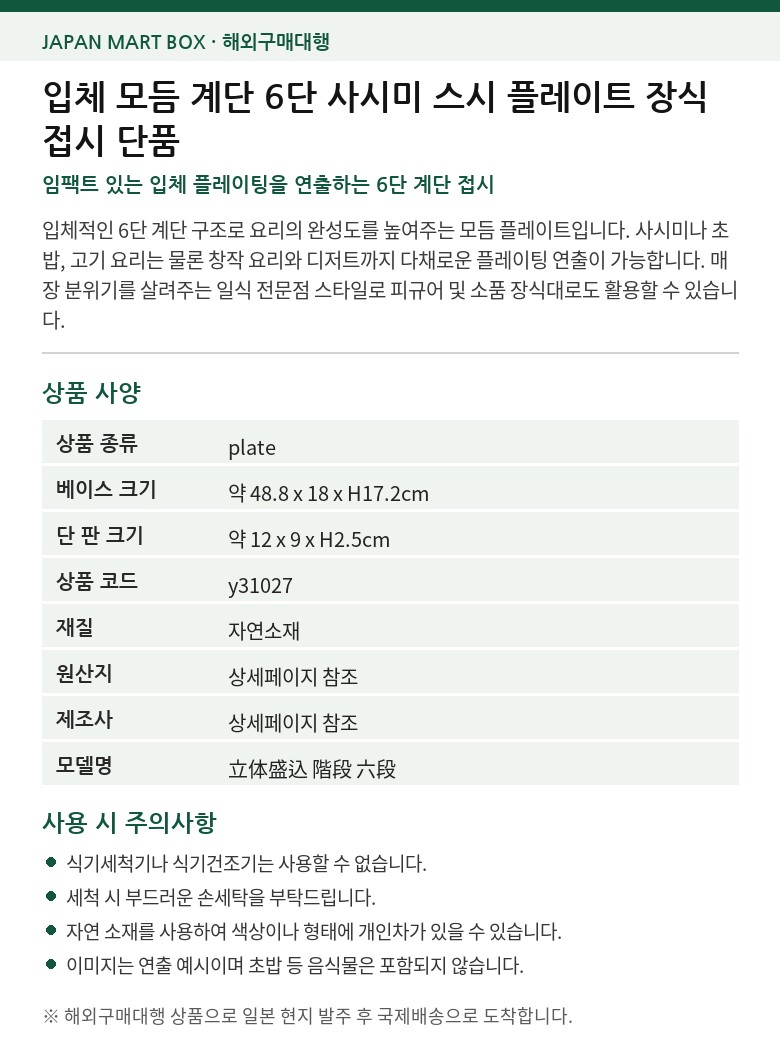 JAPAN MART BOX · 해외구매대행
입체 모듬 계단 6단 사시미 스시 플레이트 장식
접시 단품
임팩트 있는 입체 플레이팅을 연출하는 6단 계단 접시
입체적인 6단 계단 구조로 요리의 완성도를 높여주는 모듬 플레이트입니다. 사시미나 초
밥, 고기 요리는 물론 창작 요리와 디저트까지 다채로운 플레이팅 연출이 가능합니다. 매
장 분위기를 살려주는 일식 전문점 스타일로 피규어 및 소품 장식대로도 활용할 수 있습니
다.
상품 사양
상품 종류 plate
베이스 크기 약 48.8 x 18 x H17.2cm
단 판 크기 약 12 x 9 x H2.5cm
상품 코드 y31027
재질 자연소재
원산지 상세페이지 참조
제조사 상세페이지 참조
모델명 立体盛込 階段 六段
사용 시 주의사항
● 식기세척기나 식기건조기는 사용할 수 없습니다.
● 세척 시 부드러운 손세탁을 부탁드립니다.
● 자연 소재를 사용하여 색상이나 형태에 개인차가 있을 수 있습니다.
● 이미지는 연출 예시이며 초밥 등 음식물은 포함되지 않습니다.
※ 해외구매대행 상품으로 일본 현지 발주 후 국제배송으로 도착합니다.